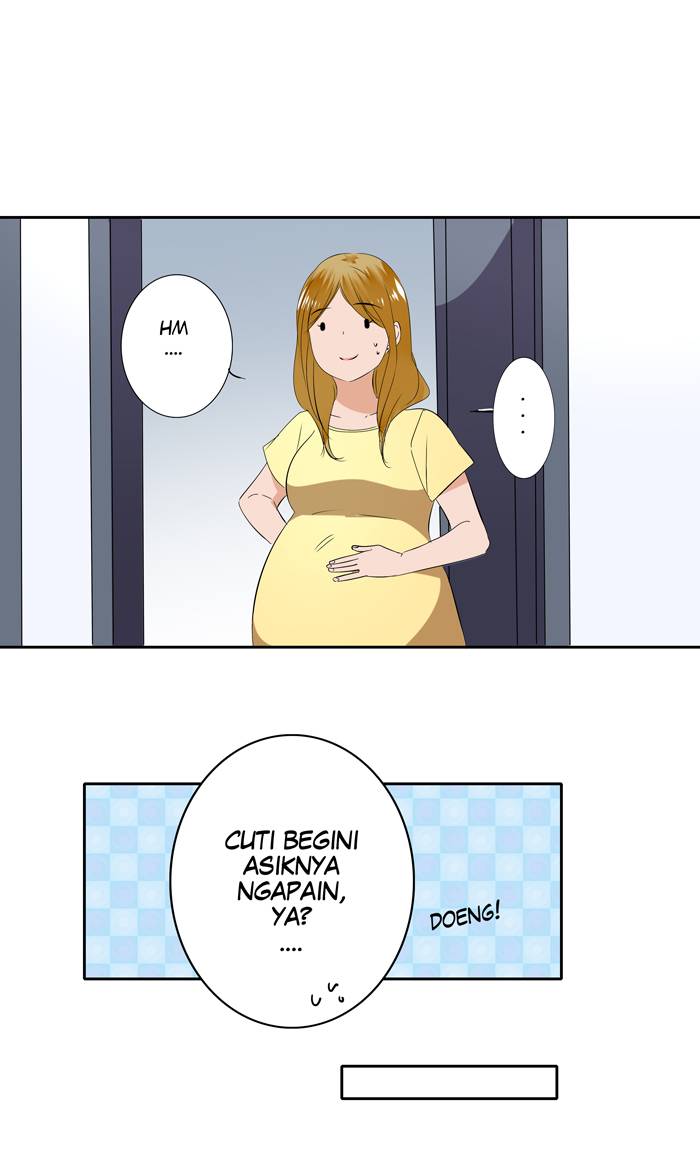 HM
....
...
CUTI BEGINI
ASIKNYA
NGAPAIN,
YA?
....
DOENG!